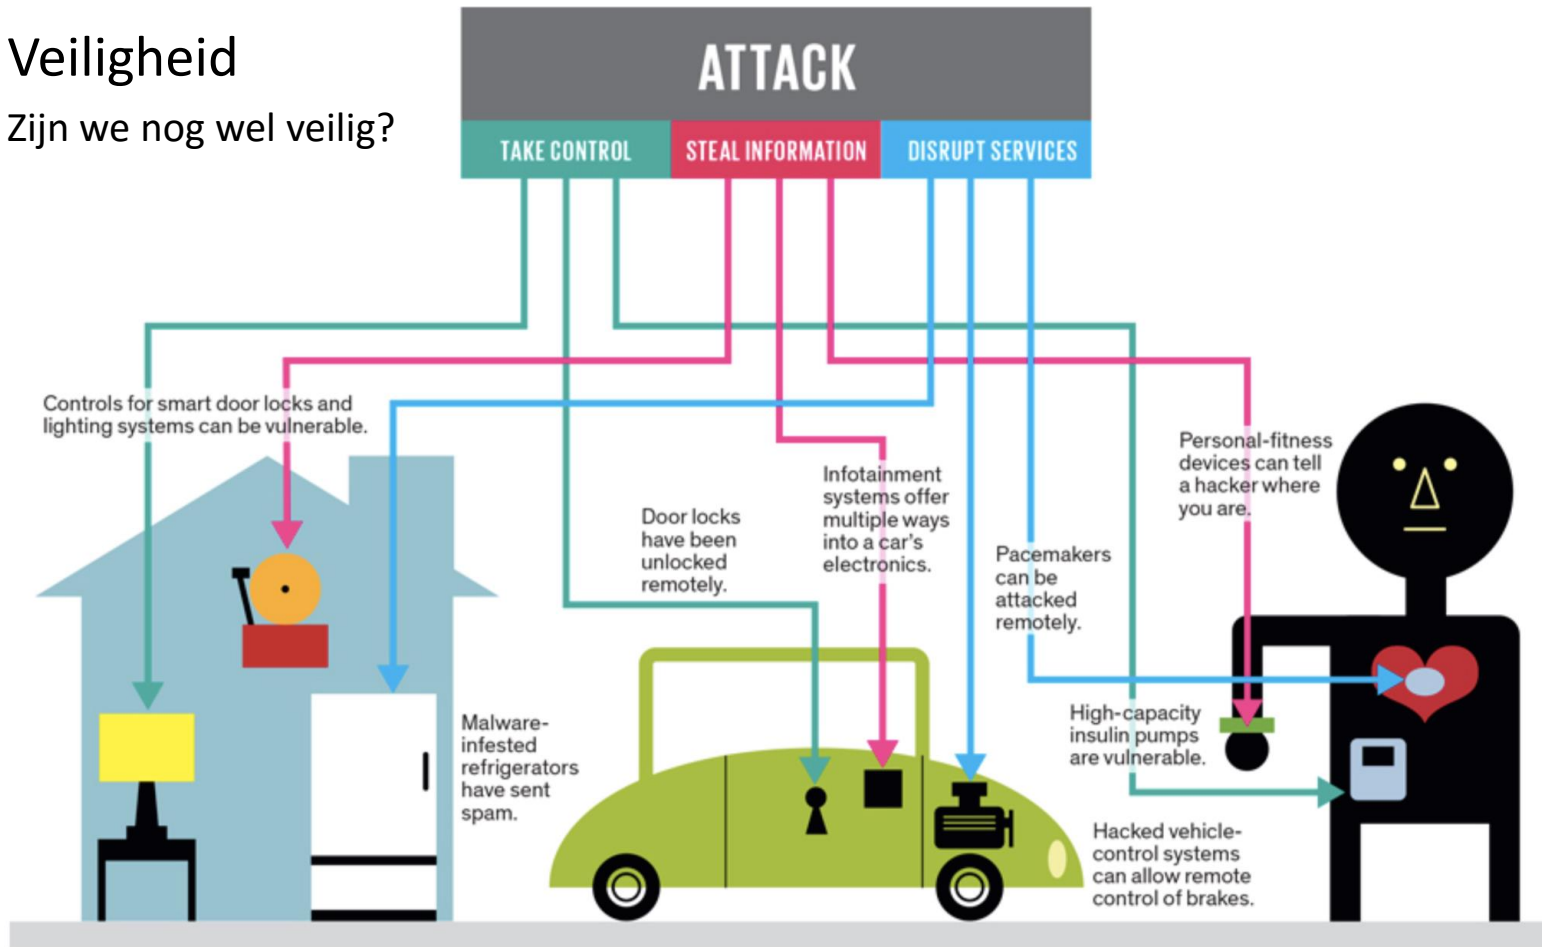 Veiligheid
Zijn we nog wel veilig?
ATTACK
TAKE CONTROL
STEAL INFORMATION
DISRUPT SERVICES
Controls for smart door locks and
lighting systems can be vulnerable.
Door locks
have been
unlocked
remotely.
Infotainment
systems offer
multiple ways
into a car's
electronics.
Pacemakers
can be
attacked
remotely.
Personal-fitness
devices can tell
a hacker where
you are.
Malware-
infested
refrigerators
have sent
spam.
High-capacity
insulin pumps
are vulnerable.
Hacked vehicle-
control systems
can allow remote
control of brakes.